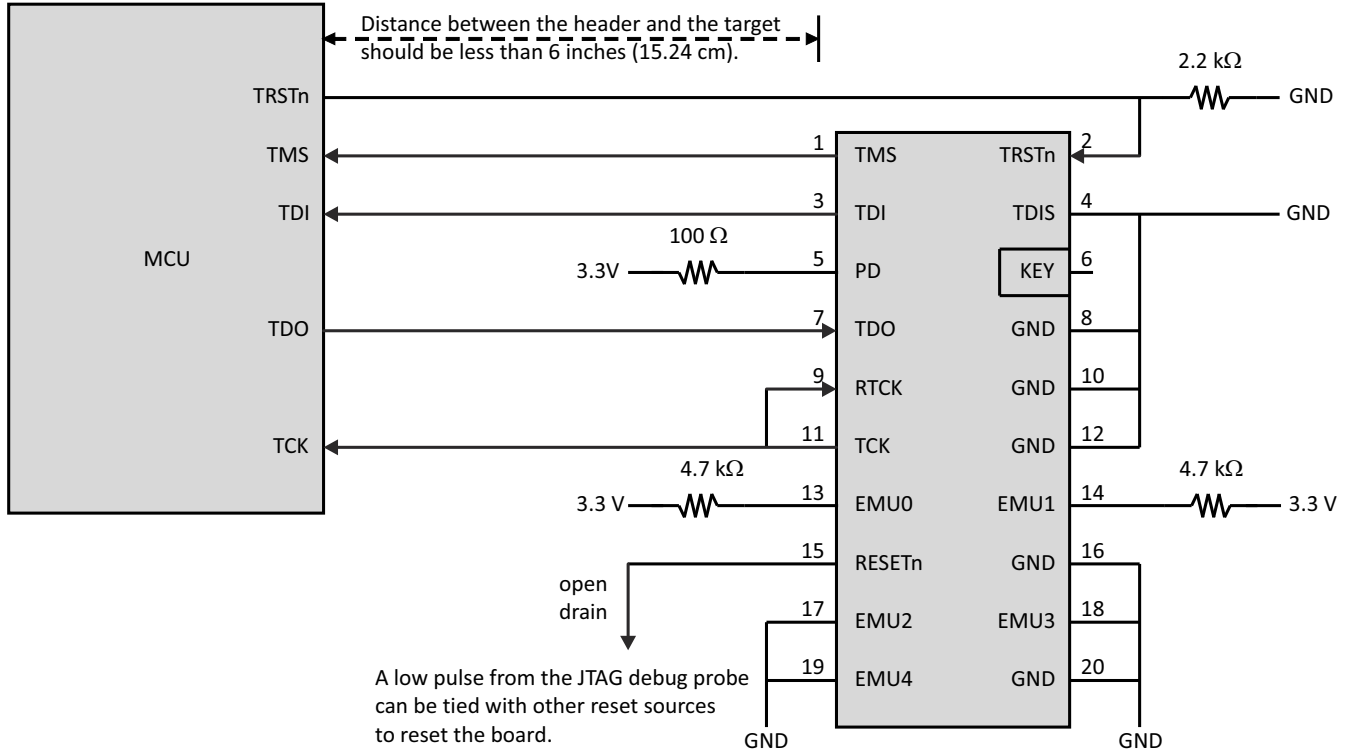 Distance between the header and the target
should be less than 6 inches (15.24 cm).
2.2 kΩ
TRSTn
GND
TMS
1
TMS
TRSTn
2
TDI
3
TDI
TDIS
4
GND
100 Ω
MCU
3.3V
5
PD
KEY
6
TDO
7
TDO
GND
8
9
RTCK
GND
10
TCK
11
TCK
GND
12
4.7 kΩ
4.7 kΩ
3.3 V
13
EMU0
EMU1
14
3.3 V
15
RESETn
GND
16
open
drain
17
EMU2
EMU3
18
19
EMU4
GND
20
A low pulse from the JTAG debug probe
can be tied with other reset sources
to reset the board.
GND
GND